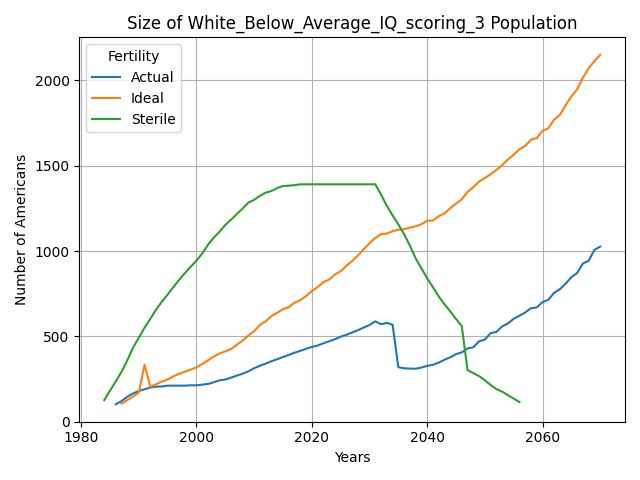 Size of White_Below_Average_IQ_scoring_3 Population
Fertility
Actual
Ideal
Sterile
Number of Americans
2000
1500
1000
500
0
1980
2000
2020
2040
2060
Years